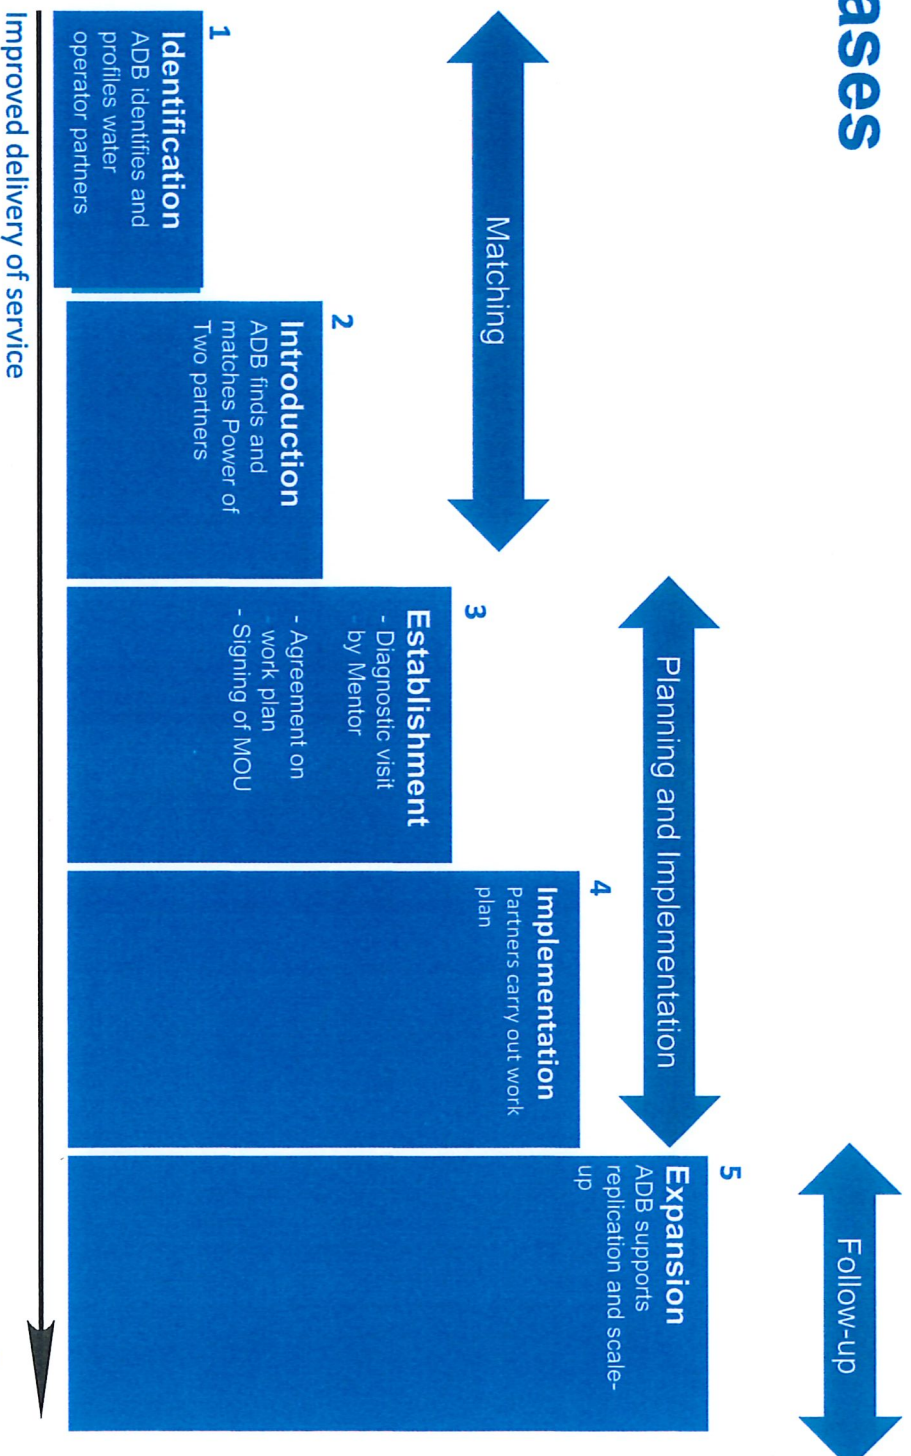 ases
Matching
Planning and Implementation
Follow-up
1
Identification
ADB identifies and
profiles water
operator partners
2
Introduction
ADB finds and
matches Power of
Two partners
3
Establishment
- Diagnostic visit
- by Mentor
- Agreement on
- work plan
- Signing of MOU
4
Implementation
Partners carry out work
plan
5
Expansion
ADB supports
replication and scale-
up
Improved delivery of service